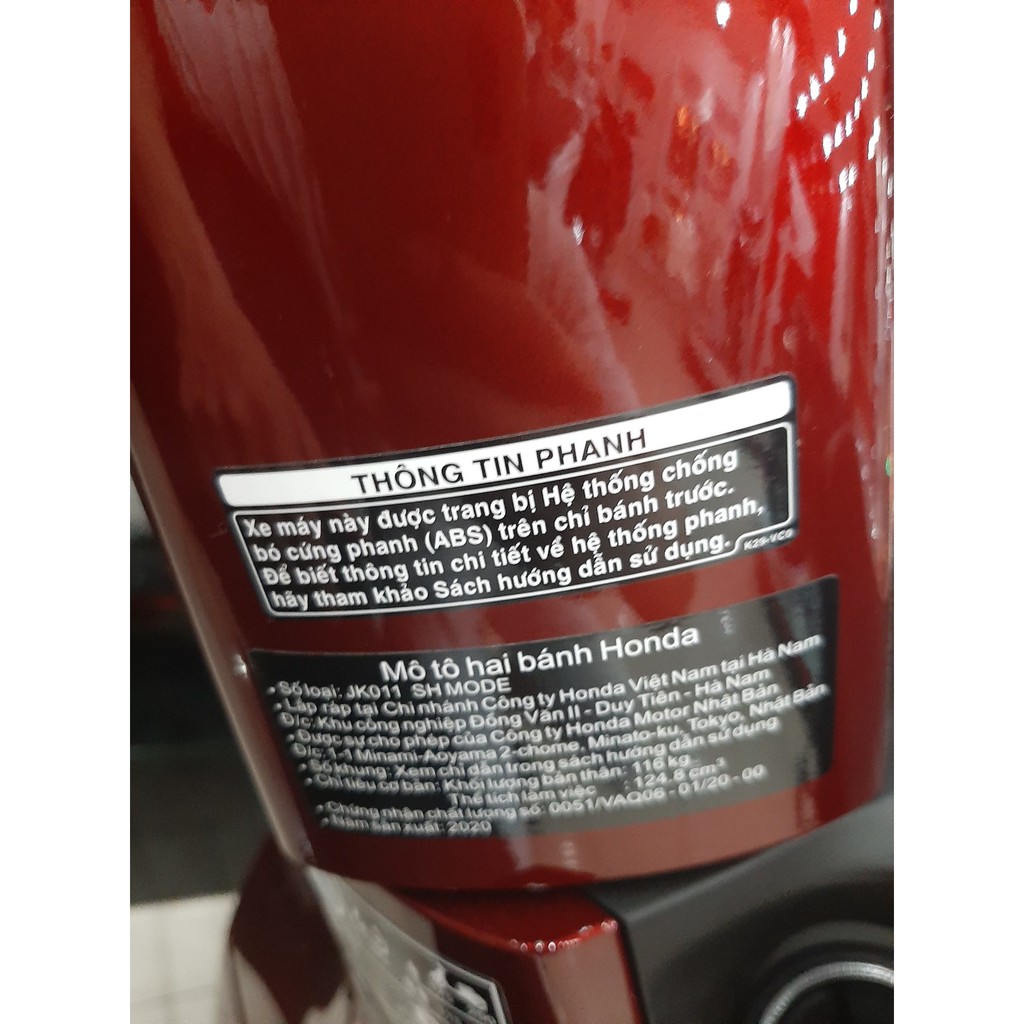 THÔNG TIN PHANH
Xe máy này được trang bị Hệ thống chống
bó cứng phanh (ABS) trên chỉ bánh trước.
Để biết thông tin chi tiết về hệ thống phanh,
hãy tham khảo Sách hướng dẫn sử dụng.
K29-VC0
Mô tô hai bánh Honda
• Số loại: JK011 SH MODE
• Lắp ráp tại Chi nhánh Công ty Honda Việt Nam tại Hà Nam
Đ/c: Khu công nghiệp Đồng Văn II - Duy Tiên - Hà Nam
• Được sự cho phép của Công ty Honda Motor Nhật Bản
Đ/c: 1-1 Minami-Aoyama 2-chome, Minato-ku, Tokyo, Nhật Bản
• Số khung: Xem chỉ dẫn trong sách hướng dẫn sử dụng
• Chỉ tiêu cơ bản: Khối lượng bản thân: 116 kg
Thể tích làm việc : 124.8 cm³
• Chứng nhận chất lượng số: 0051/VAQ06 - 01/20 - 00
• Năm sản xuất: 2020